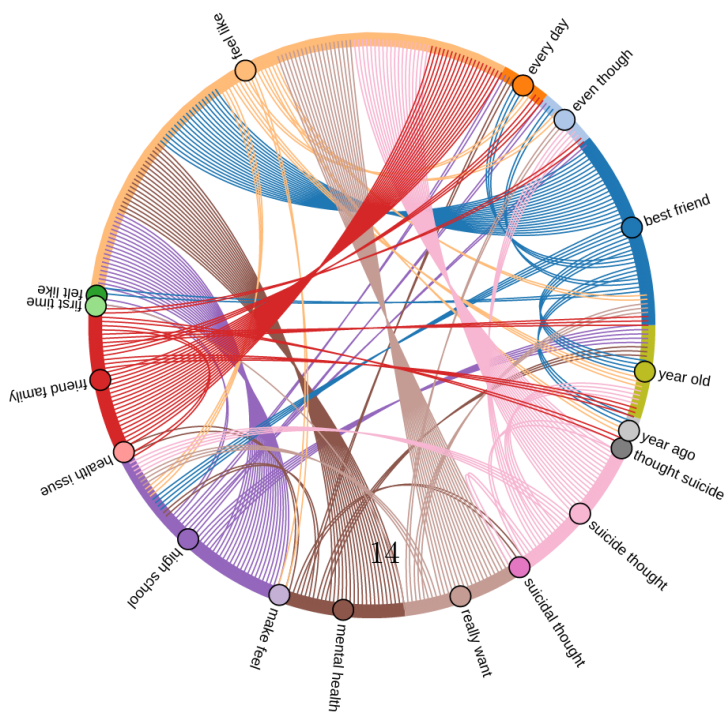 feel like
every day
even though
best friend
year old
year ago
thought suicide
suicide thought
suicidal thought
really want
mental health
make feel
high school
health issue
friend family
first time
felt like
14